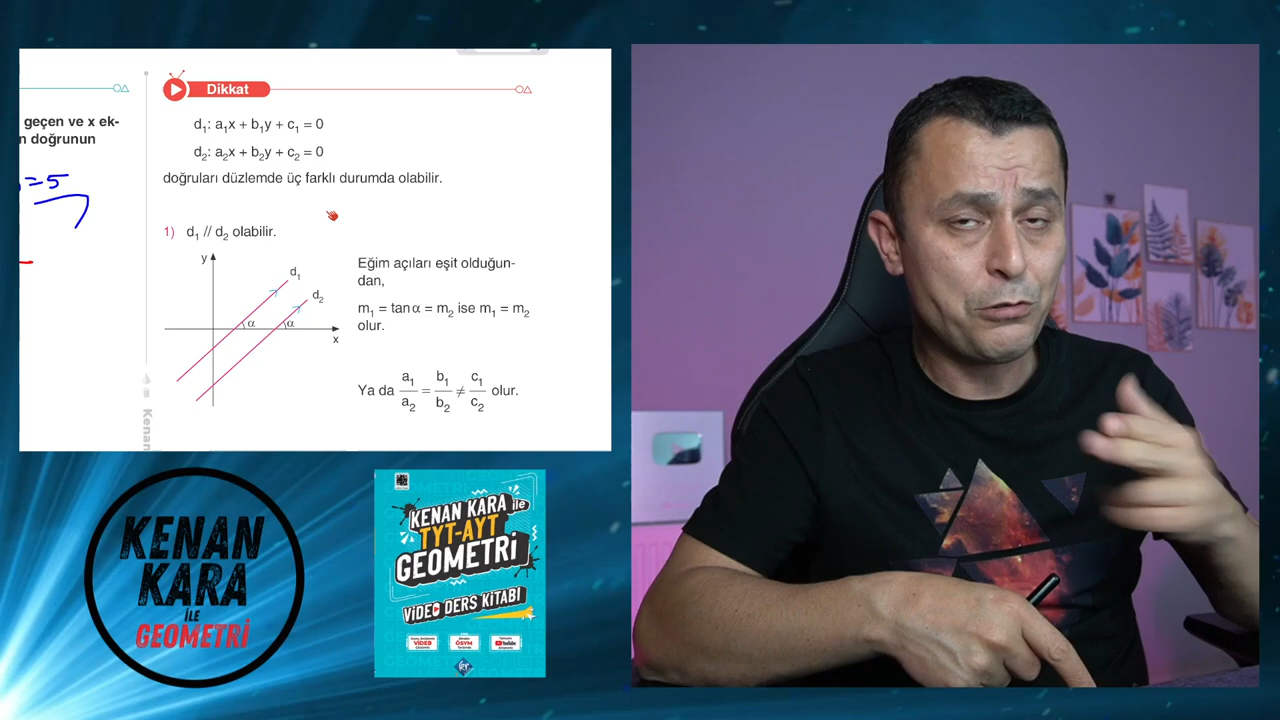 geçen ve x ek-
n doğrunun
=5
Dikkat
d₁: a₁x + b₁y + c₁ = 0
d₂: a₂x + b₂y + c₂ = 0
doğruları düzlemde üç farklı durumda olabilir.
1) d₁ // d₂ olabilir.
y
d₁
d₂
α
α
x
Eğim açıları eşit olduğun-
dan,
m₁ = tanα = m₂ ise m₁ = m₂
olur.
Ya da a₁/a₂ = b₁/b₂ ≠ c₁/c₂ olur.
Kenan
KENAN
KARA
İLE
GEOMETRİ
KENAN KARA ile
TYT-AYT
GEOMETRİ
VİDEO DERS KİTABI